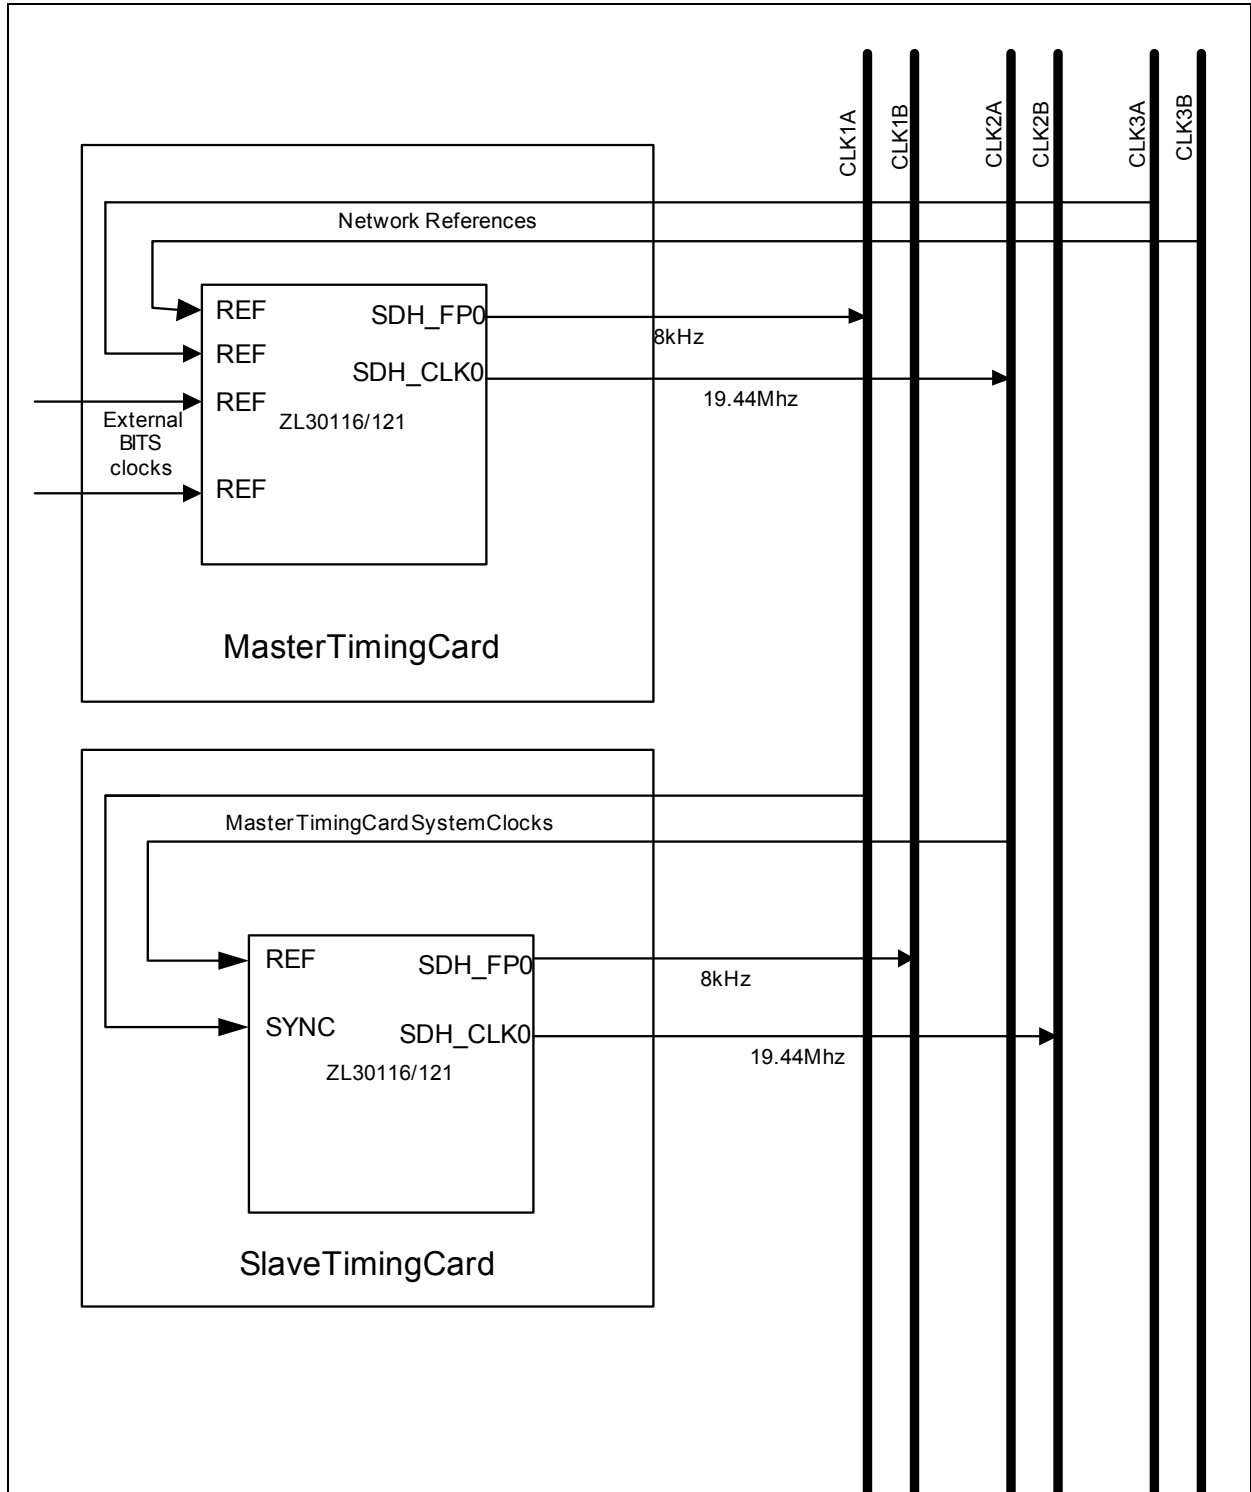 CLK1A
CLK1B
CLK2A
CLK2B
CLK3A
CLK3B
Network References
REF
SDH_FP0
8kHz
REF
SDH_CLK0
19.44Mhz
REF
ZL30116/121
External
BITS
clocks
REF
MasterTimingCard
MasterTimingCardSystemClocks
REF
SDH_FP0
8kHz
SYNC
SDH_CLK0
19.44Mhz
ZL30116/121
SlaveTimingCard